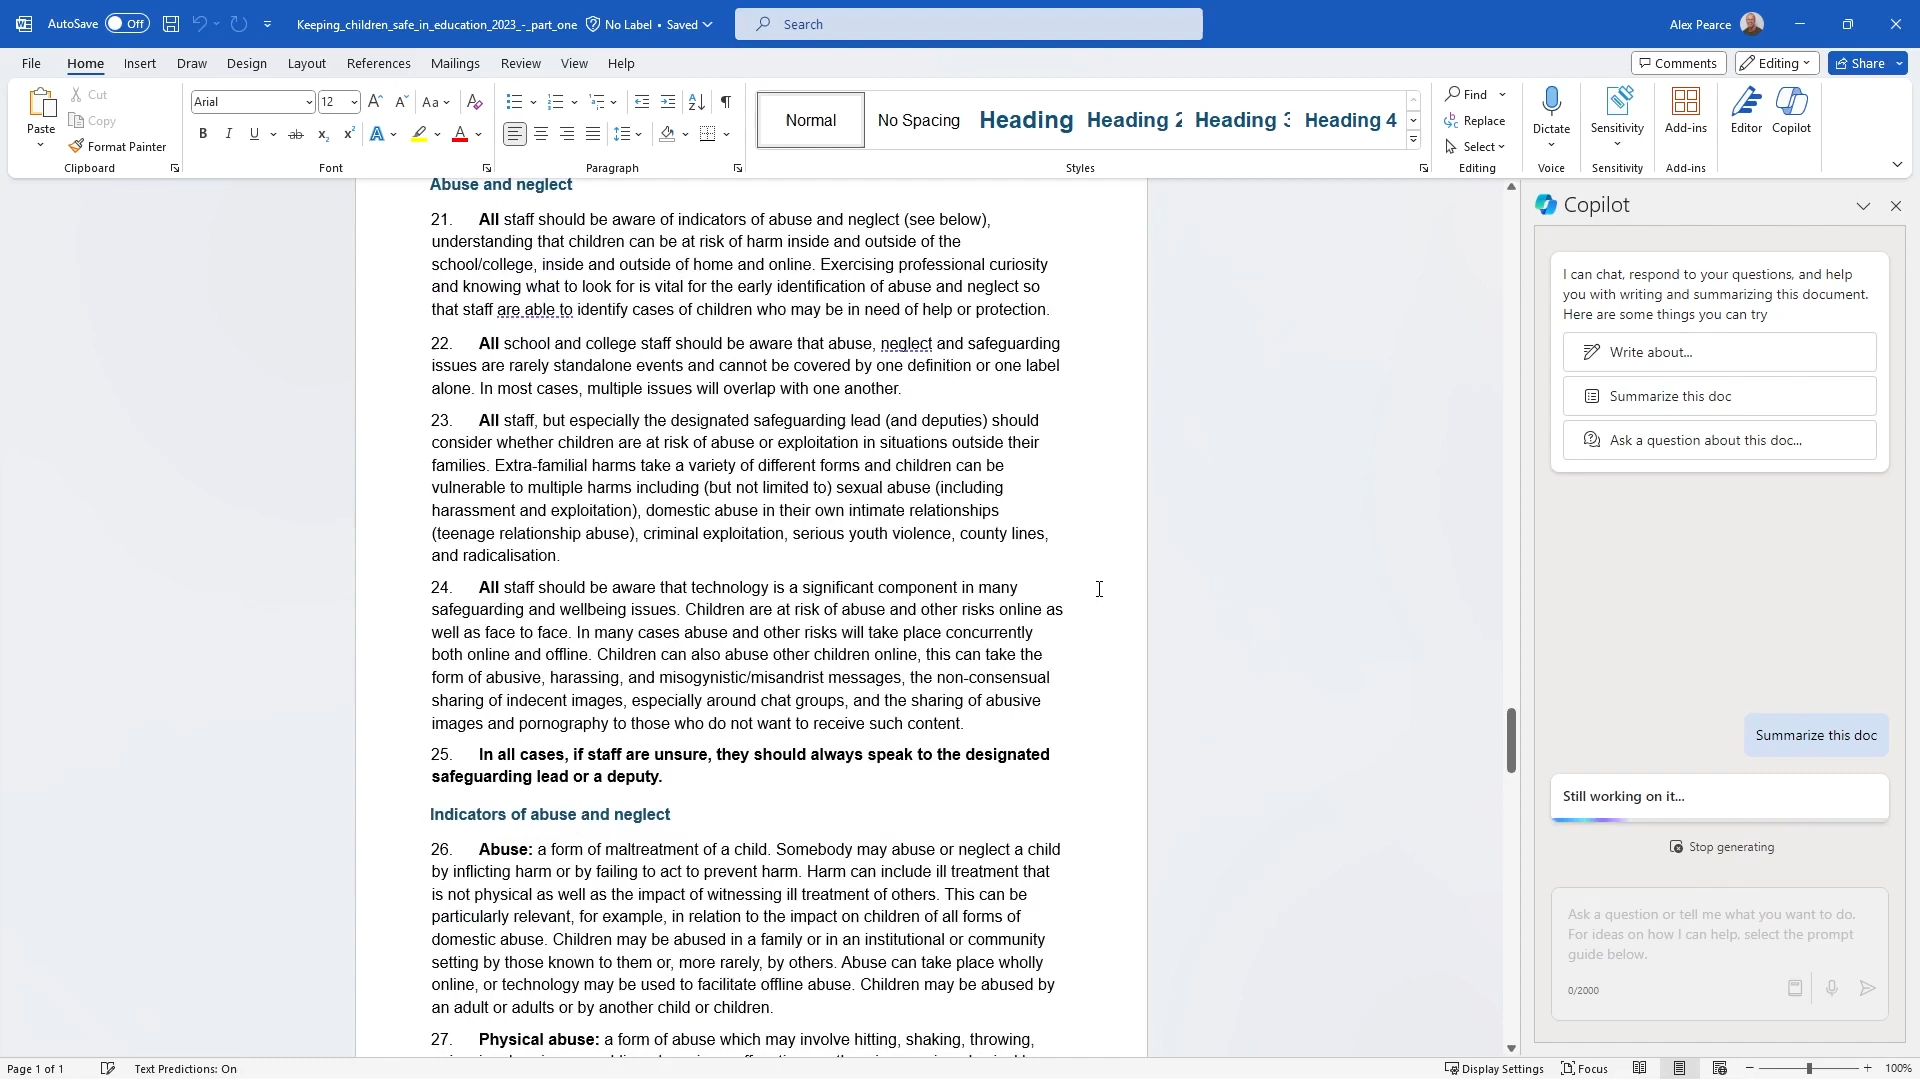 AutoSave Off Keeping_children_safe_in_education_2023_-_part_one No Label • Saved Search Alex Pearce
File Home Insert Draw Design Layout References Mailings Review View Help Comments Editing Share
Paste Cut Copy Format Painter Clipboard
Arial 12 Aa
B I U ab x₂ x² A A Font
Paragraph
Normal No Spacing Heading Heading 2 Heading 3 Heading 4 Styles
Find Replace Select Editing
Dictate Voice
Sensitivity Sensitivity
Add-ins Add-ins
Editor Copilot
Abuse and neglect
21. All staff should be aware of indicators of abuse and neglect (see below),
understanding that children can be at risk of harm inside and outside of the
school/college, inside and outside of home and online. Exercising professional curiosity
and knowing what to look for is vital for the early identification of abuse and neglect so
that staff are able to identify cases of children who may be in need of help or protection.
22. All school and college staff should be aware that abuse, neglect and safeguarding
issues are rarely standalone events and cannot be covered by one definition or one label
alone. In most cases, multiple issues will overlap with one another.
23. All staff, but especially the designated safeguarding lead (and deputies) should
consider whether children are at risk of abuse or exploitation in situations outside their
families. Extra-familial harms take a variety of different forms and children can be
vulnerable to multiple harms including (but not limited to) sexual abuse (including
harassment and exploitation), domestic abuse in their own intimate relationships
(teenage relationship abuse), criminal exploitation, serious youth violence, county lines,
and radicalisation.
24. All staff should be aware that technology is a significant component in many
safeguarding and wellbeing issues. Children are at risk of abuse and other risks online as
well as face to face. In many cases abuse and other risks will take place concurrently
both online and offline. Children can also abuse other children online, this can take the
form of abusive, harassing, and misogynistic/misandrist messages, the non-consensual
sharing of indecent images, especially around chat groups, and the sharing of abusive
images and pornography to those who do not want to receive such content.
25. In all cases, if staff are unsure, they should always speak to the designated
safeguarding lead or a deputy.
Indicators of abuse and neglect
26. Abuse: a form of maltreatment of a child. Somebody may abuse or neglect a child
by inflicting harm or by failing to act to prevent harm. Harm can include ill treatment that
is not physical as well as the impact of witnessing ill treatment of others. This can be
particularly relevant, for example, in relation to the impact on children of all forms of
domestic abuse. Children may be abused in a family or in an institutional or community
setting by those known to them or, more rarely, by others. Abuse can take place wholly
online, or technology may be used to facilitate offline abuse. Children may be abused by
an adult or adults or by another child or children.
27. Physical abuse: a form of abuse which may involve hitting, shaking, throwing,
Copilot
I can chat, respond to your questions, and help
you with writing and summarizing this document.
Here are some things you can try
Write about...
Summarize this doc
Ask a question about this doc...
Summarize this doc
Still working on it...
Stop generating
Ask a question or tell me what you want to do.
For ideas on how I can help, select the prompt
guide below.
0/2000
Page 1 of 1 Text Predictions: On Display Settings Focus 100%